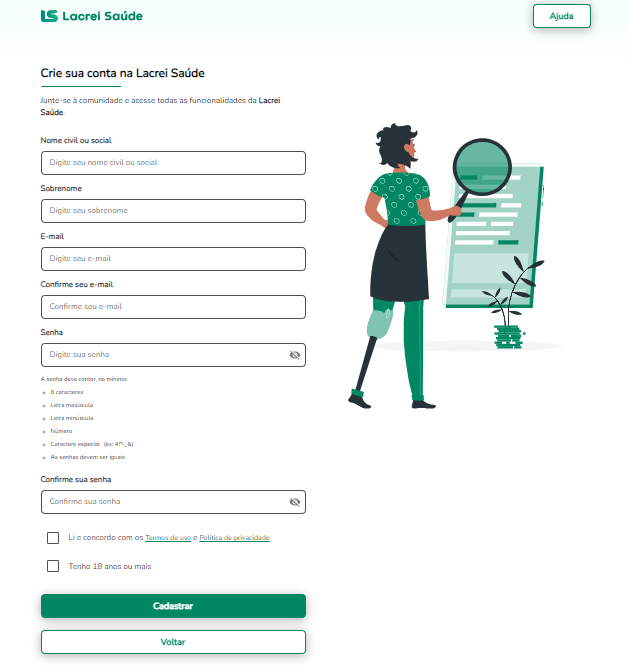 Lacrei Saúde
Ajuda
Crie sua conta na Lacrei Saúde
Junte-se à comunidade e acesse todas as funcionalidades da Lacrei
Saúde.
Nome civil ou social
Digite seu nome civil ou social
Sobrenome
Digite seu sobrenome
E-mail
Digite seu e-mail
Confirme seu e-mail
Confirme seu e-mail
Senha
Digite sua senha
A senha deve conter, no mínimo:
8 caracteres
Letra maiúscula
Letra minúscula
Número
Caractere especial (ex: #?!*-_&)
As senhas devem ser iguais
Confirme sua senha
Confirme sua senha
Li e concordo com os Termos de uso e Política de privacidade
Tenho 18 anos ou mais
Cadastrar
Voltar